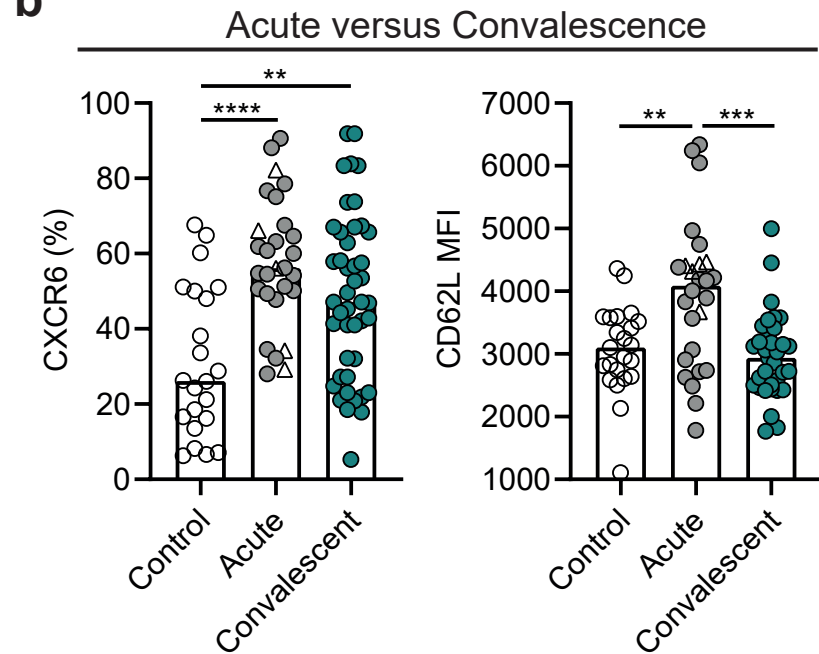 b
Acute versus Convalescence
**
****
100
80
60
40
20
0
CXCR6 (%)
Control
Acute
Convalescent
**
***
7000
6000
5000
4000
3000
2000
1000
CD62L MFI
Control
Acute
Convalescent